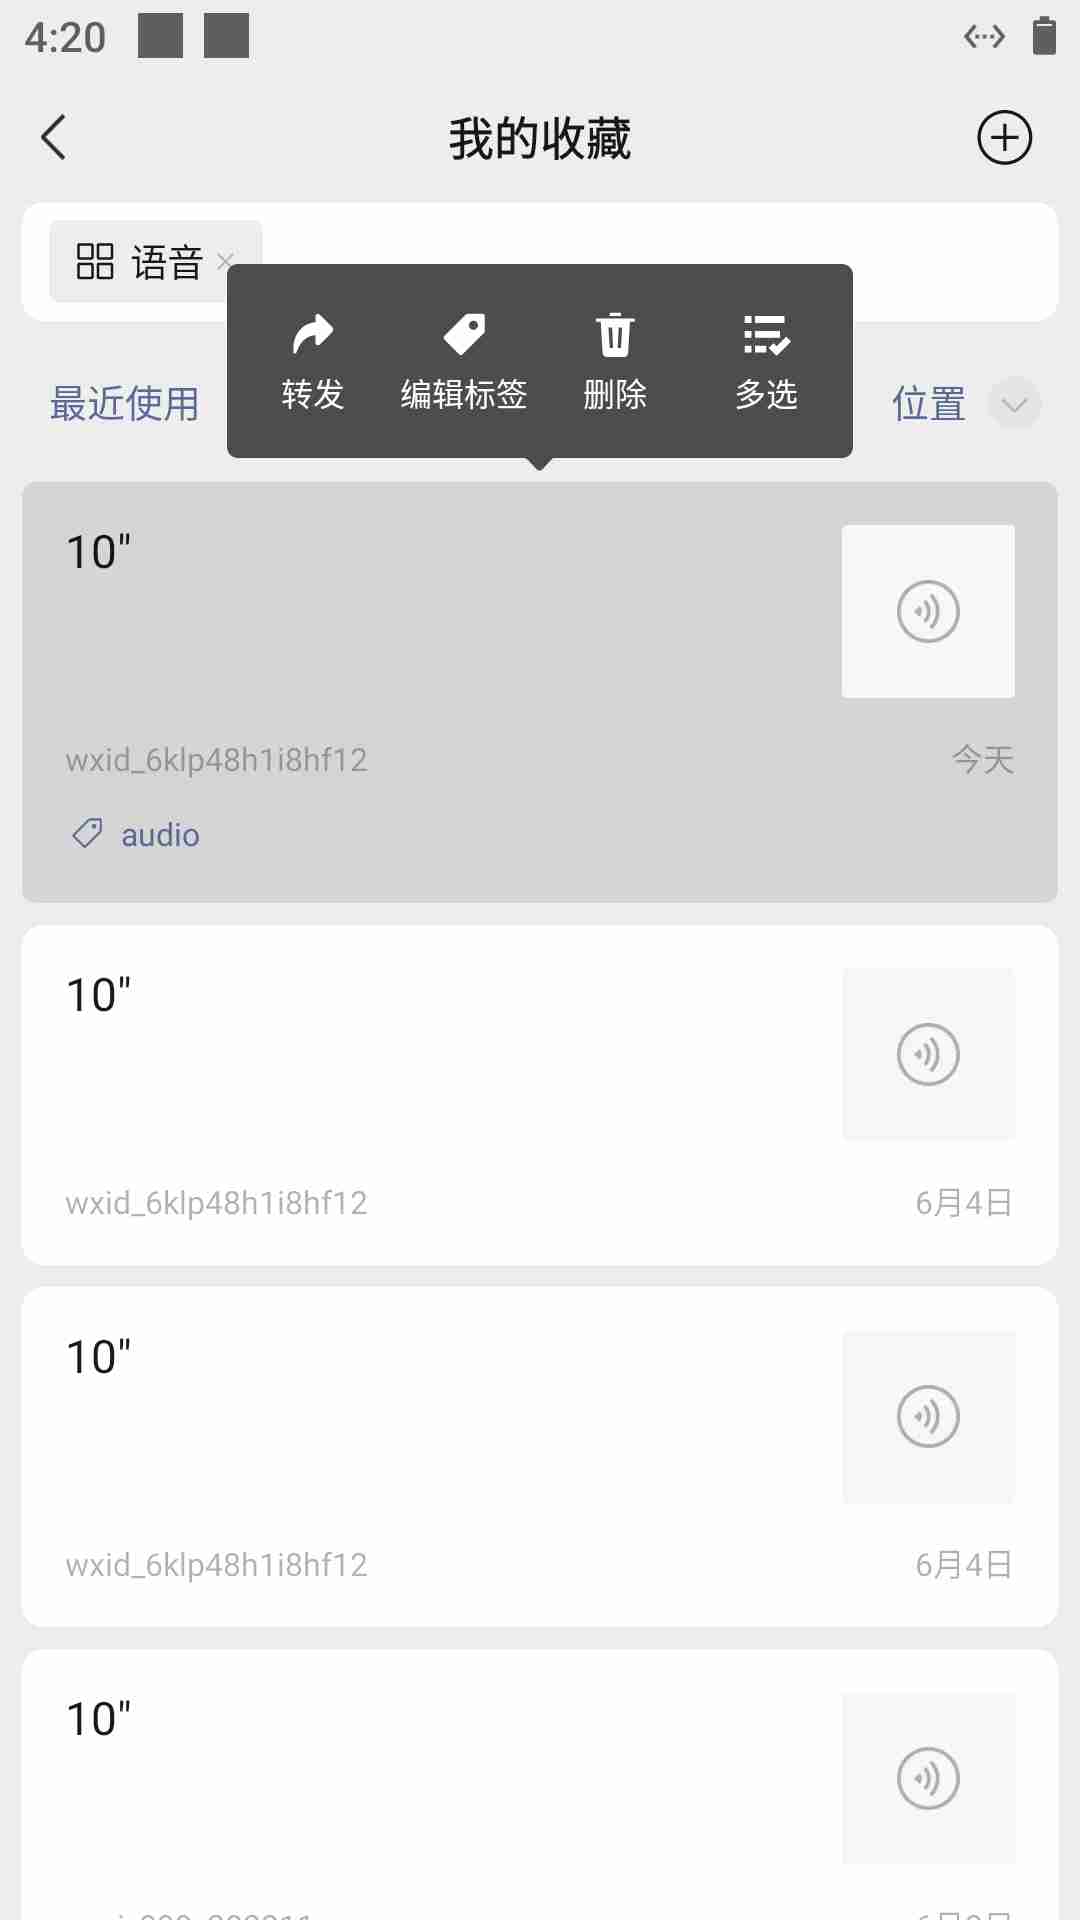 4:20
我的收藏
语音
转发 编辑标签 删除 多选
最近使用 位置
10"
wxid_6klp48h1i8hf12 今天
audio
10"
wxid_6klp48h1i8hf12 6月4日
10"
wxid_6klp48h1i8hf12 6月4日
10"